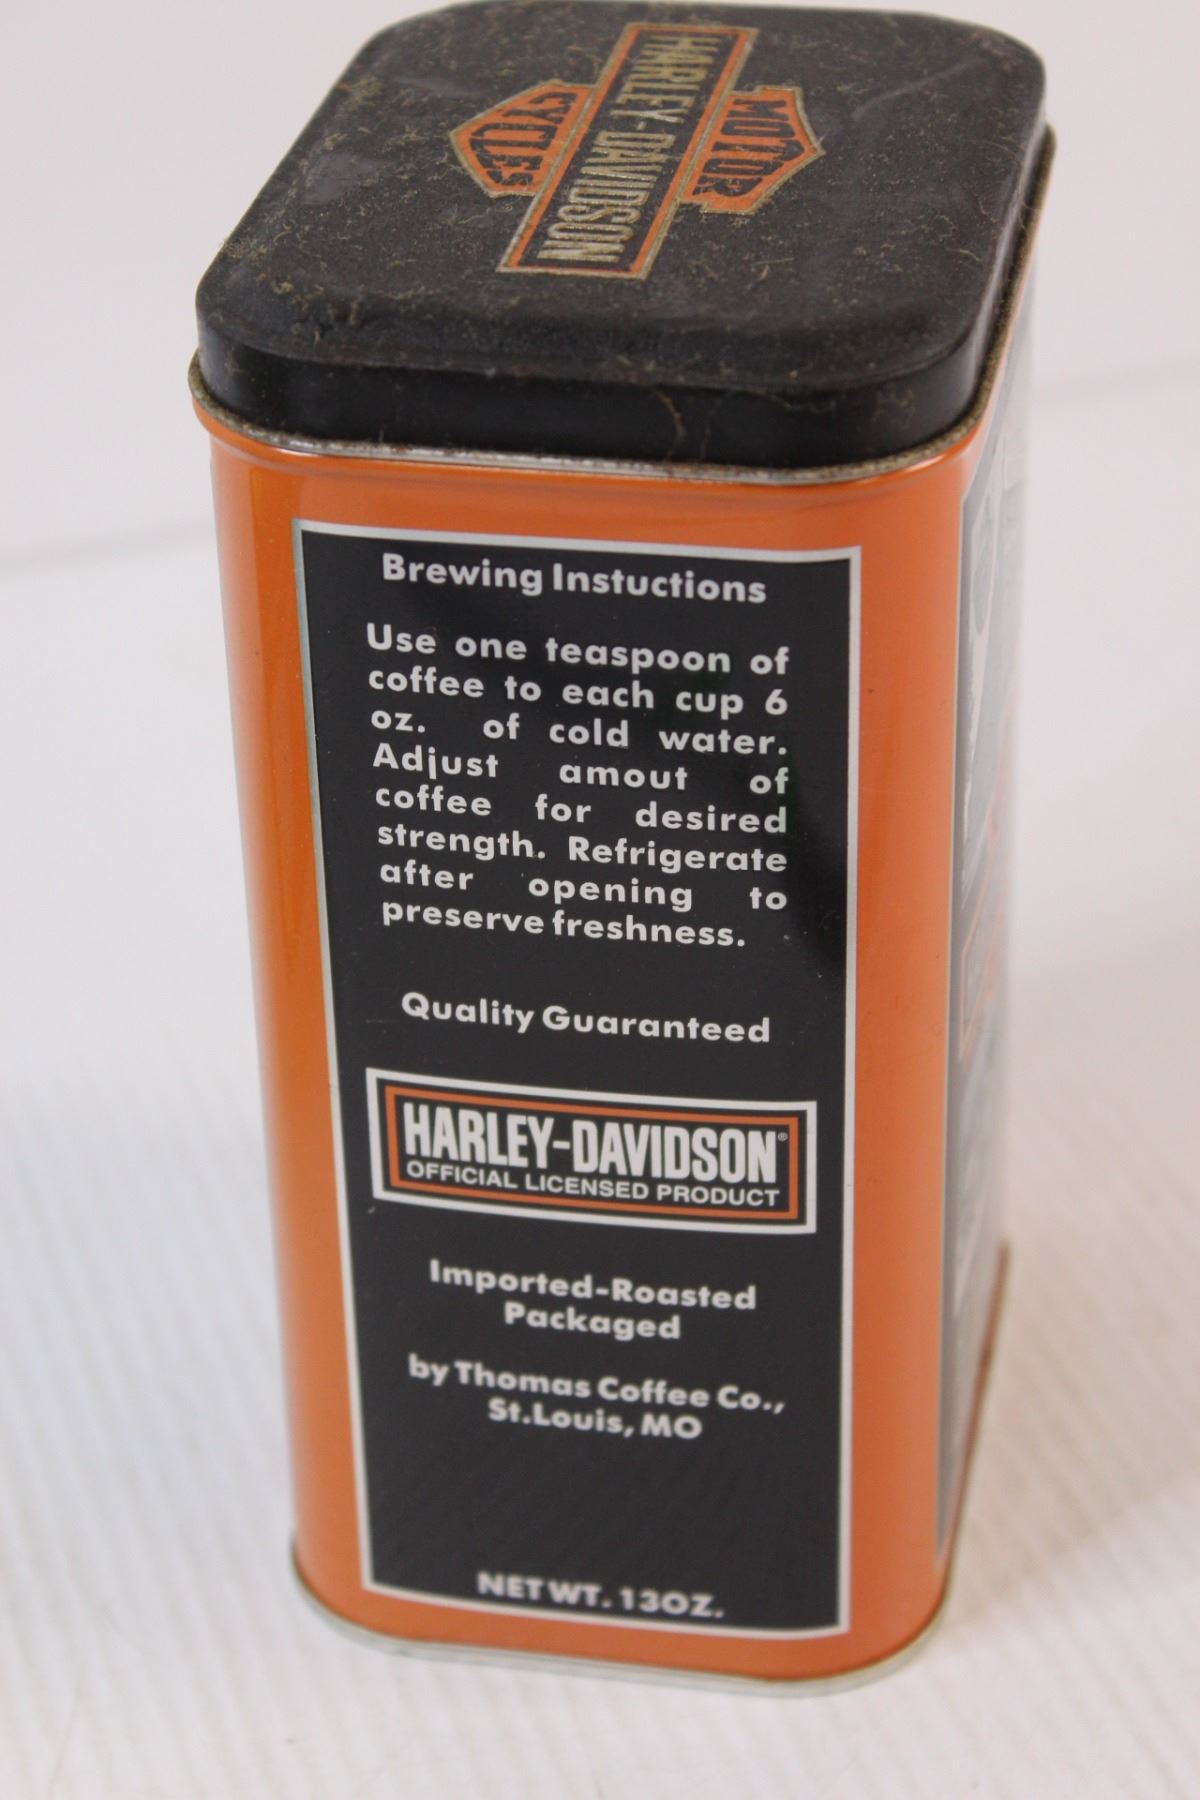 MOTOR
HARLEY-DAVIDSON
CYCLES
Brewing Instuctions
Use one teaspoon of
coffee to each cup 6
oz. of cold water.
Adjust amout of
coffee for desired
strength. Refrigerate
after opening to
preserve freshness.
Quality Guaranteed
HARLEY-DAVIDSON®
OFFICIAL LICENSED PRODUCT
Imported-Roasted
Packaged
by Thomas Coffee Co.,
St.Louis, MO
NET WT. 13OZ.